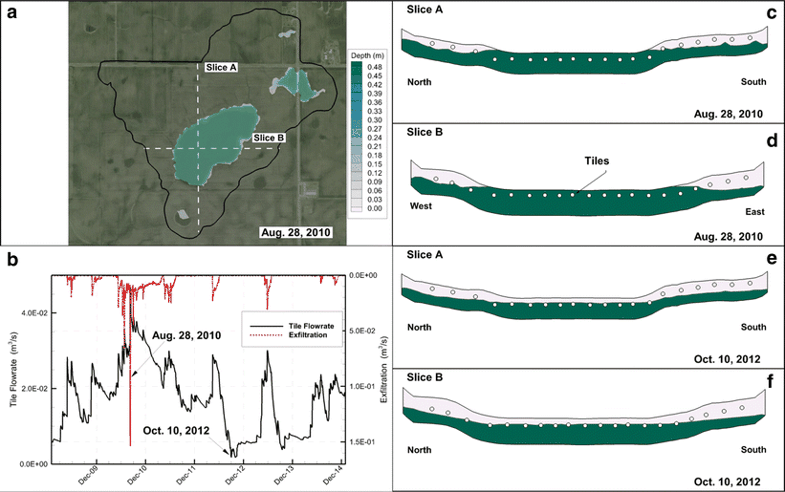 a
Slice A
Slice B
Aug. 28, 2010
Depth (m)
0.48
0.45
0.42
0.39
0.36
0.33
0.30
0.27
0.24
0.21
0.18
0.15
0.12
0.09
0.06
0.03
0.00
b
Tile Flowrate (m³/s)
4.0E-02
2.0E-02
0.0E+00
0.0E+00
5.0E-02
1.0E-01
1.5E-01
Exfiltration (m³/s)
Tile Flowrate
Exfiltration
Aug. 28, 2010
Oct. 10, 2012
Dec-09
Dec-10
Dec-11
Dec-12
Dec-13
Dec-14
Slice A
c
North
South
Aug. 28, 2010
Slice B
d
Tiles
West
East
Aug. 28, 2010
Slice A
e
North
South
Oct. 10, 2012
Slice B
f
North
South
Oct. 10, 2012